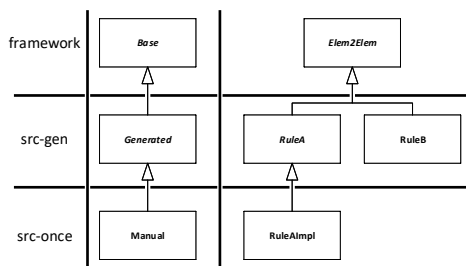 framework
Base
Elem2Elem
src-gen
Generated
RuleA
RuleB
src-once
Manual
RuleAImpl